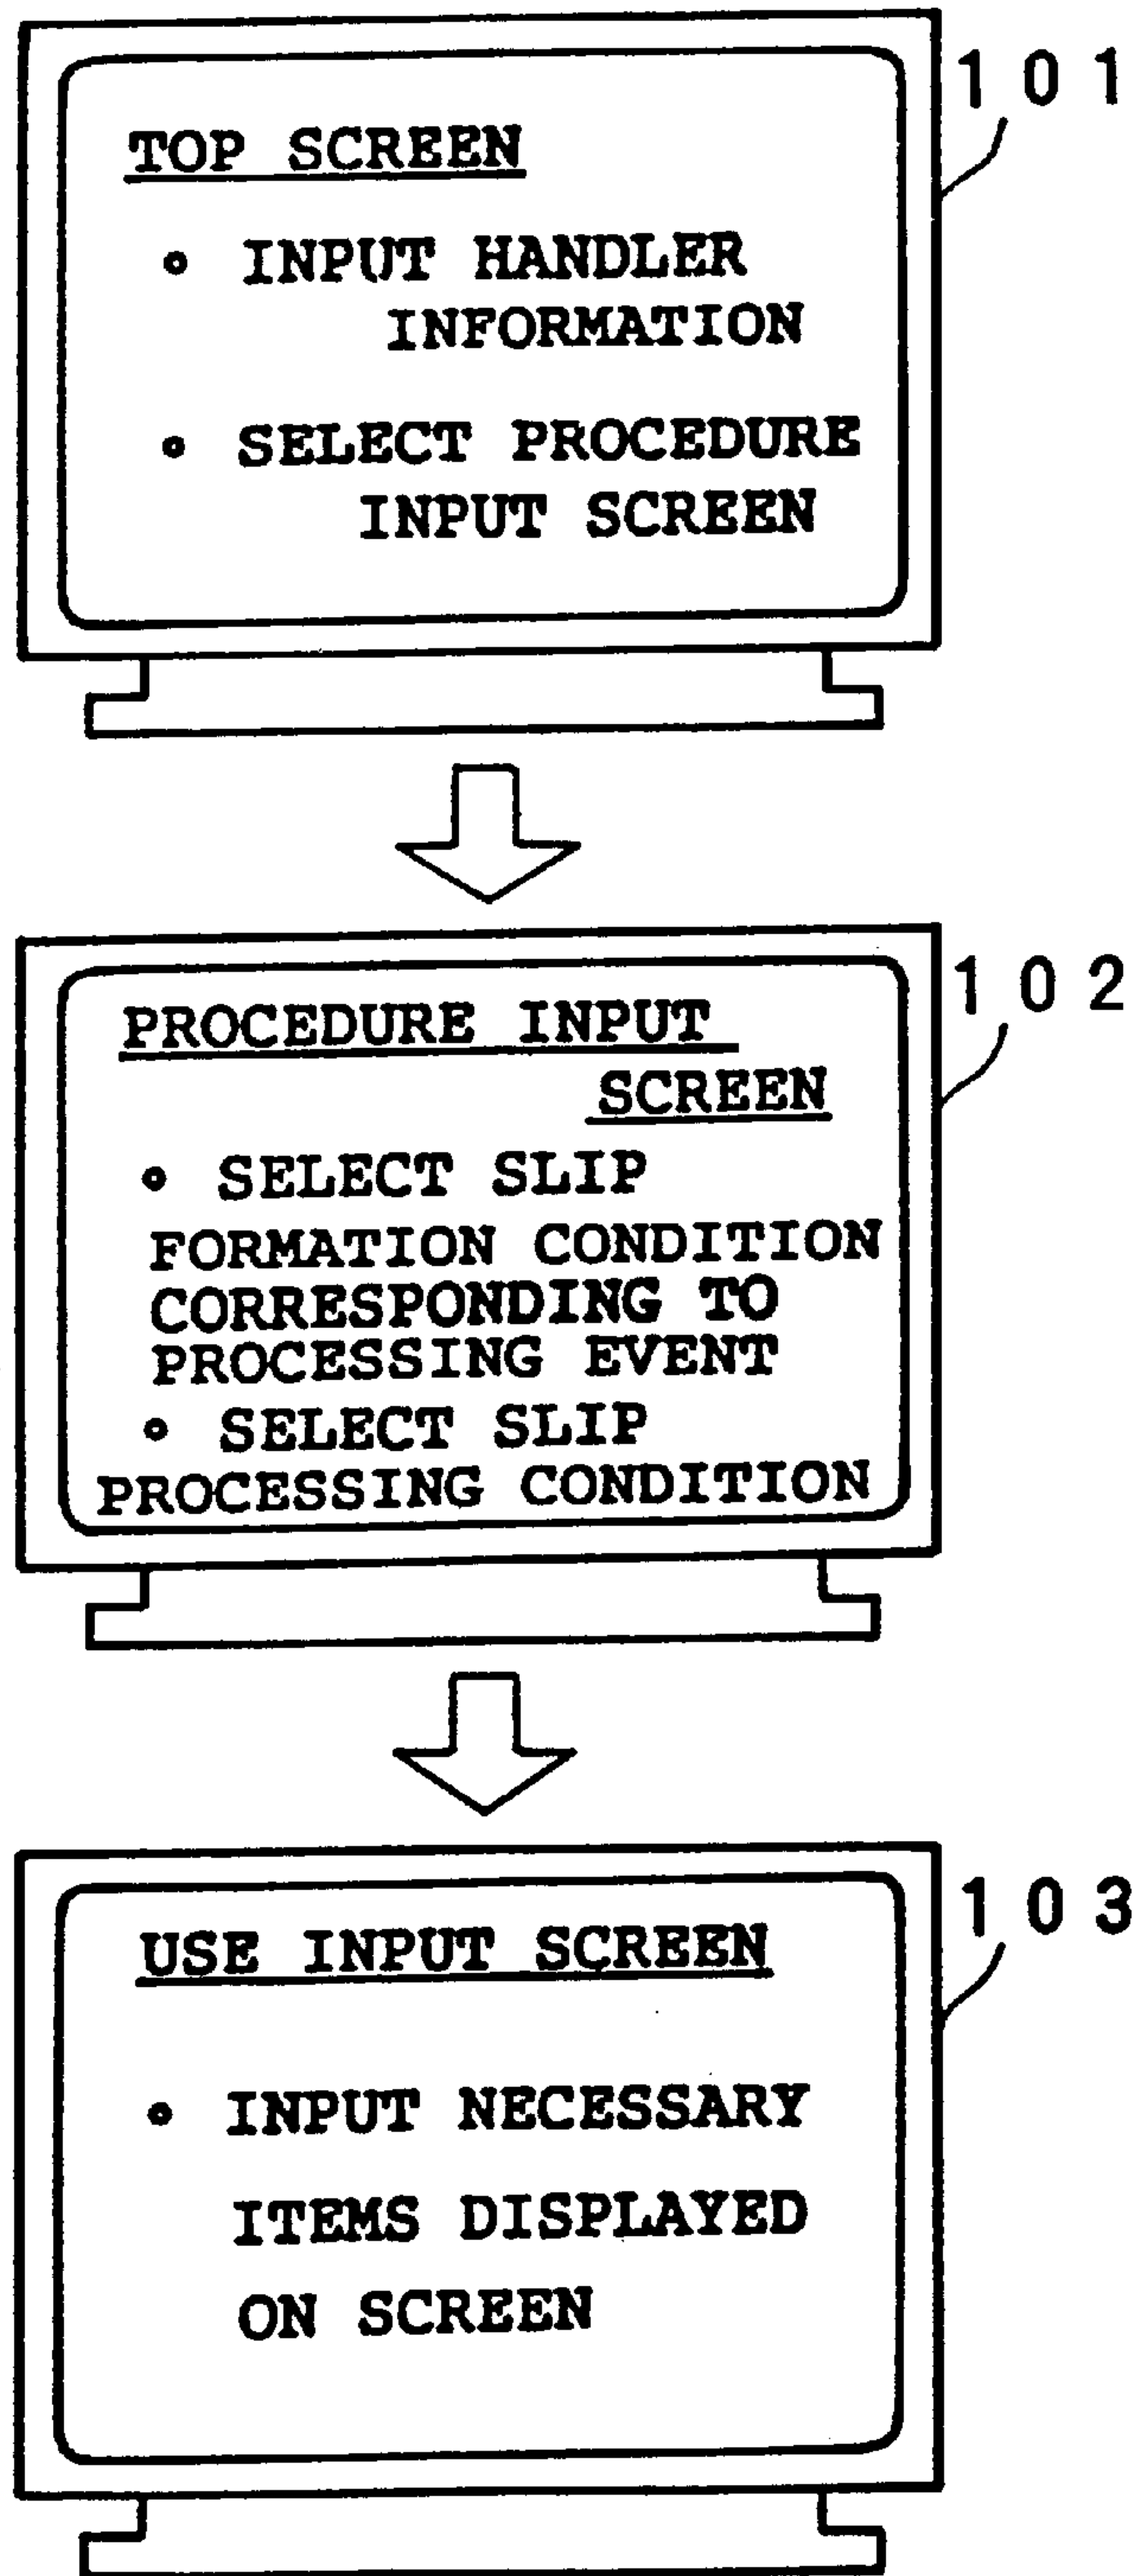 101
TOP SCREEN
• INPUT HANDLER
INFORMATION
• SELECT PROCEDURE
INPUT SCREEN
102
PROCEDURE INPUT
SCREEN
• SELECT SLIP
FORMATION CONDITION
CORRESPONDING TO
PROCESSING EVENT
• SELECT SLIP
PROCESSING CONDITION
103
USE INPUT SCREEN
• INPUT NECESSARY
ITEMS DISPLAYED
ON SCREEN